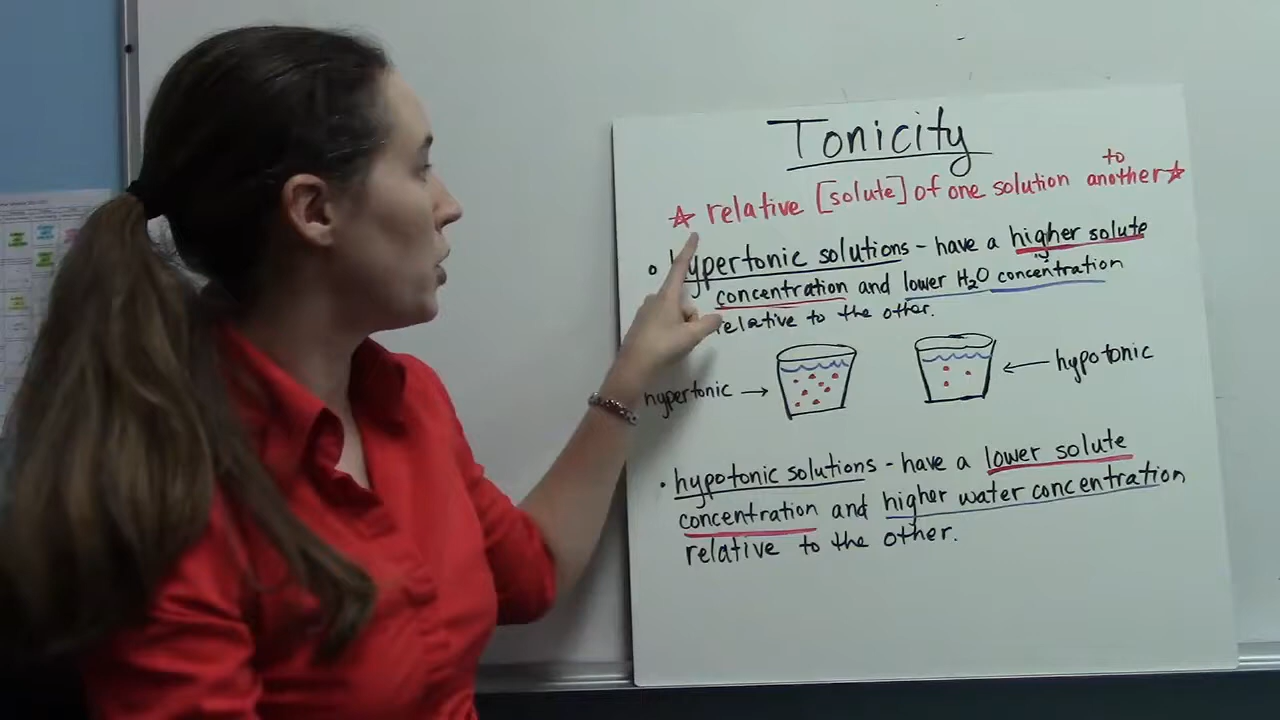 Tonicity
☆ relative [solute] of one solution to another ☆
• hypertonic solutions - have a higher solute
concentration and lower H₂O concentration
relative to the other.
hypertonic →
← hypotonic
• hypotonic solutions - have a lower solute
concentration and higher water concentration
relative to the other.